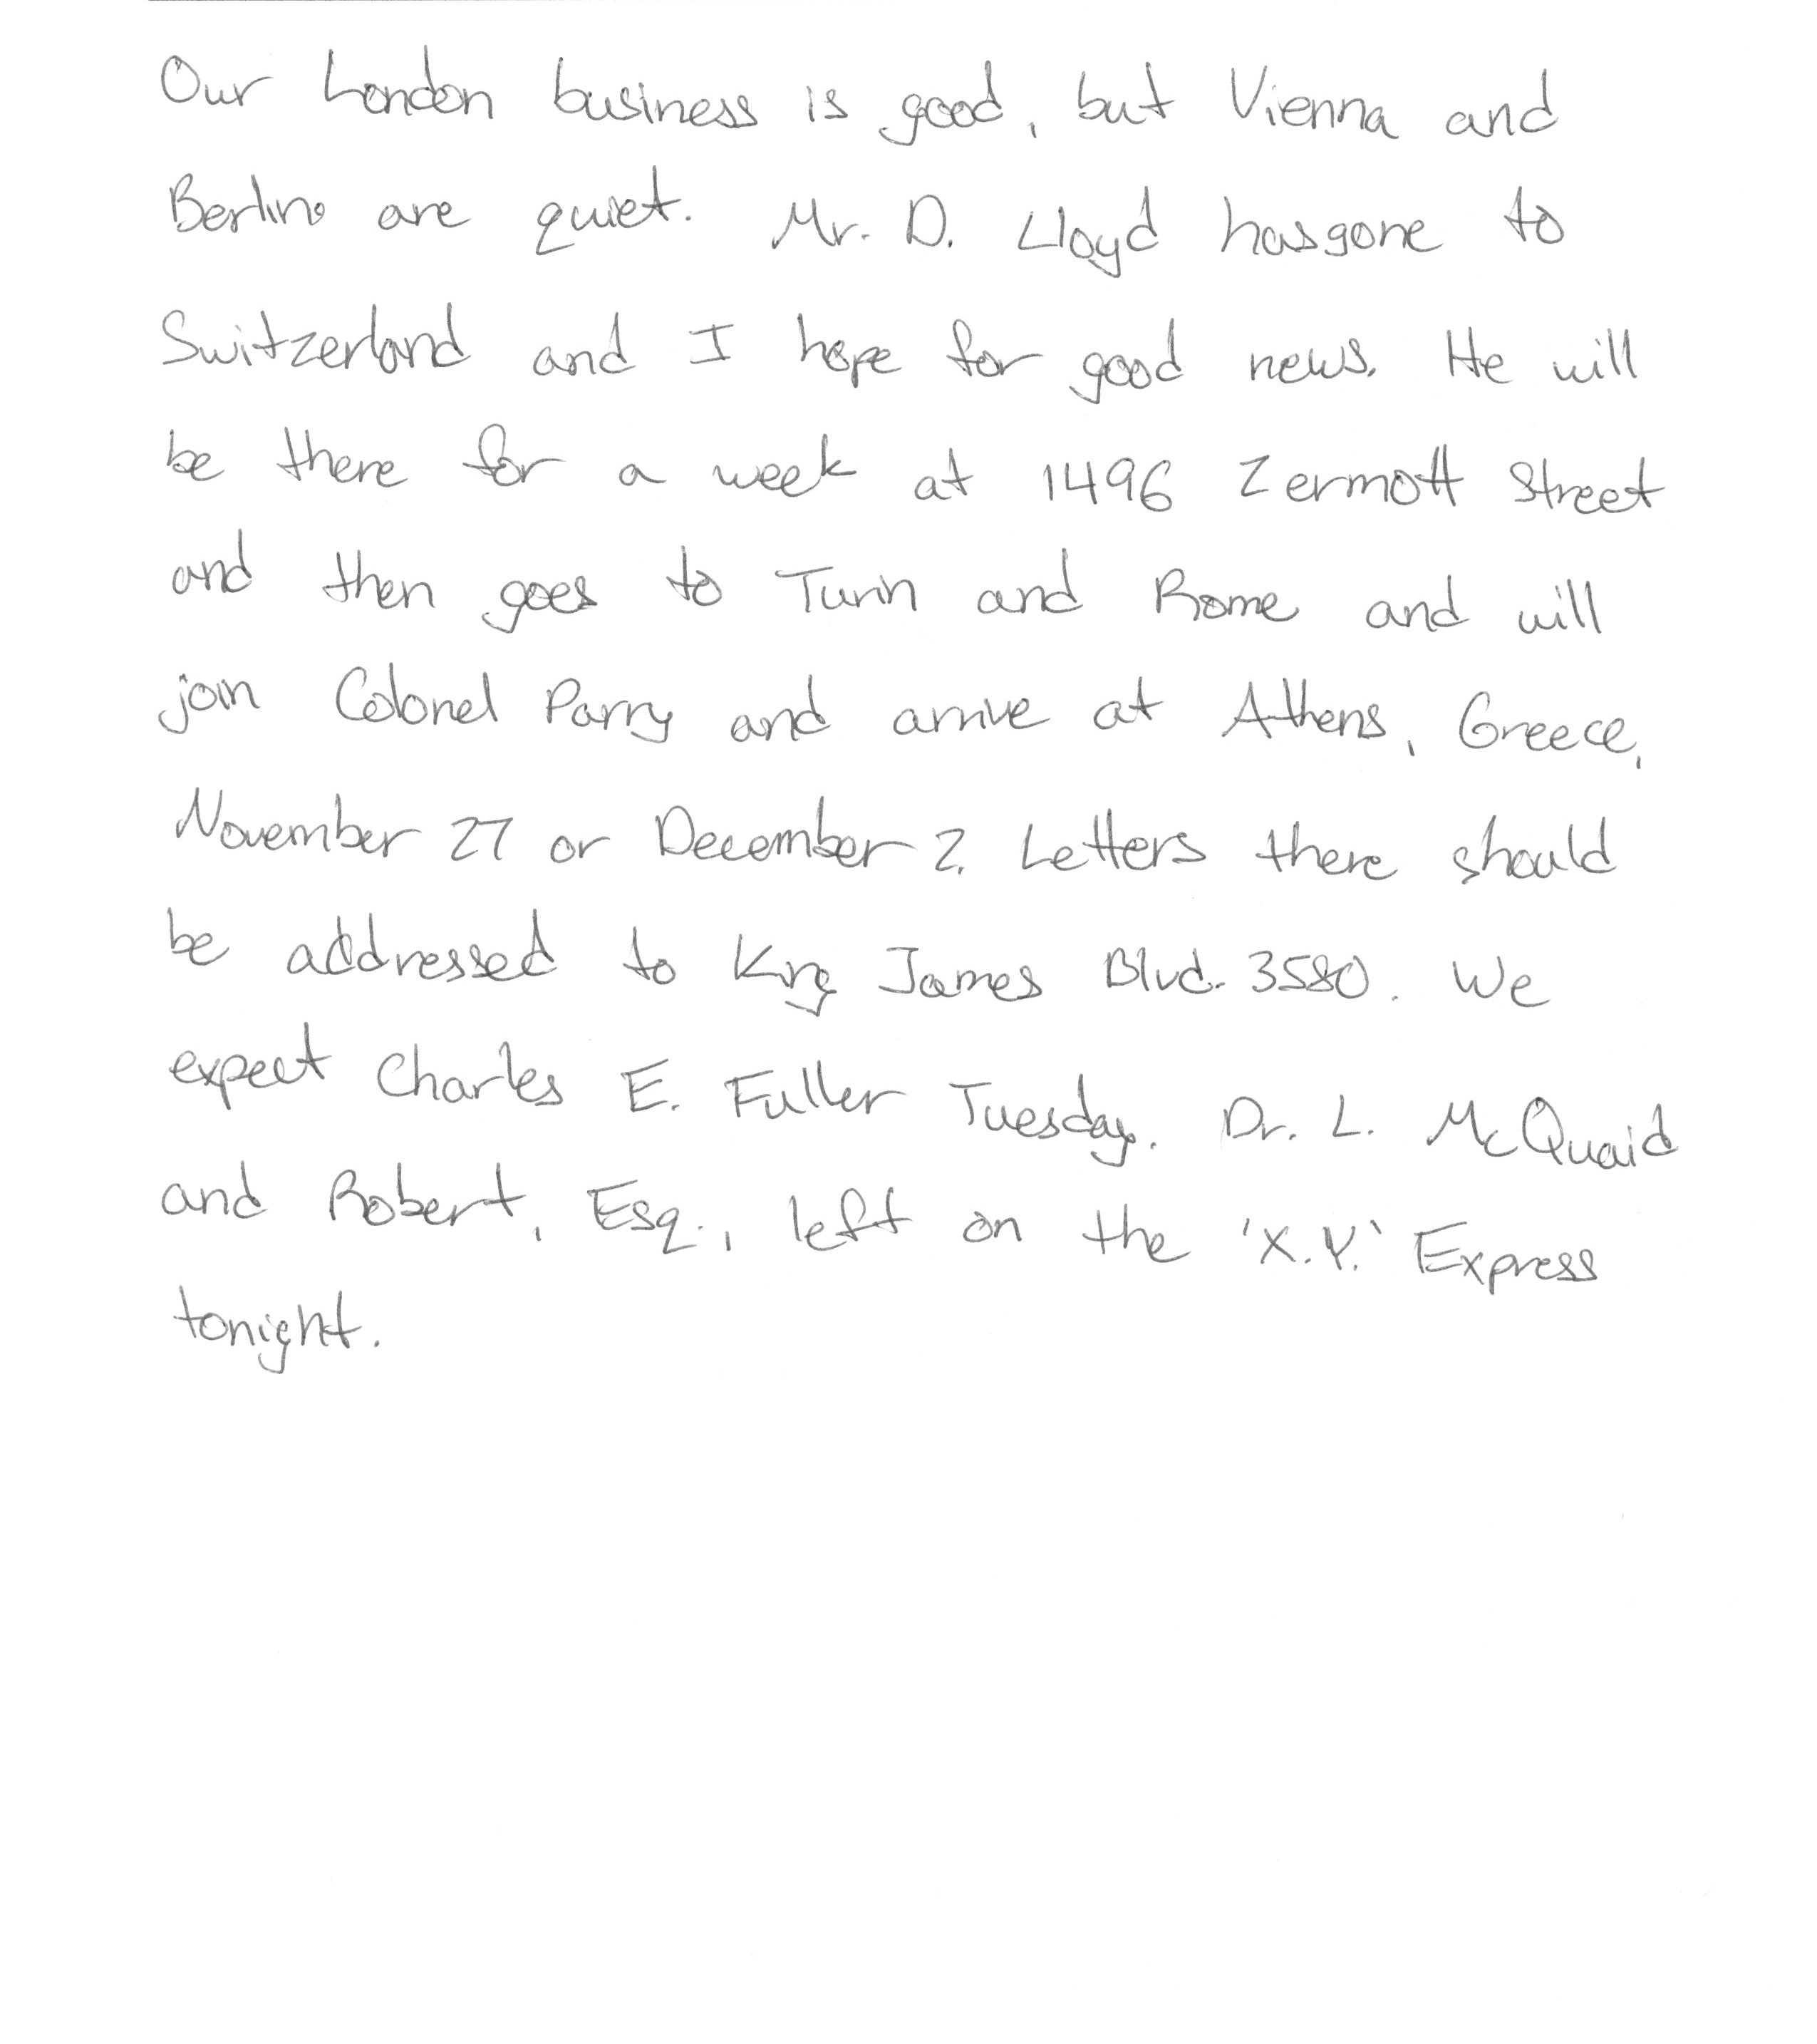 Our London business is good, but Vienna and
Berlino are quiet. Mr. D. Lloyd hasgone to
Switzerland and I hope for good news. He will
be there for a week at 1496 Zermott Street
and then goes to Turin and Rome and will
join Colonel Parry and arrive at Athens, Greece,
November 27 or December 2. Letters there should
be addressed to King James Blvd. 3580. We
expect Charles E. Fuller Tuesday. Dr. L. McQuaid
and Robert, Esq., left on the 'X.Y.' Express
tonight.